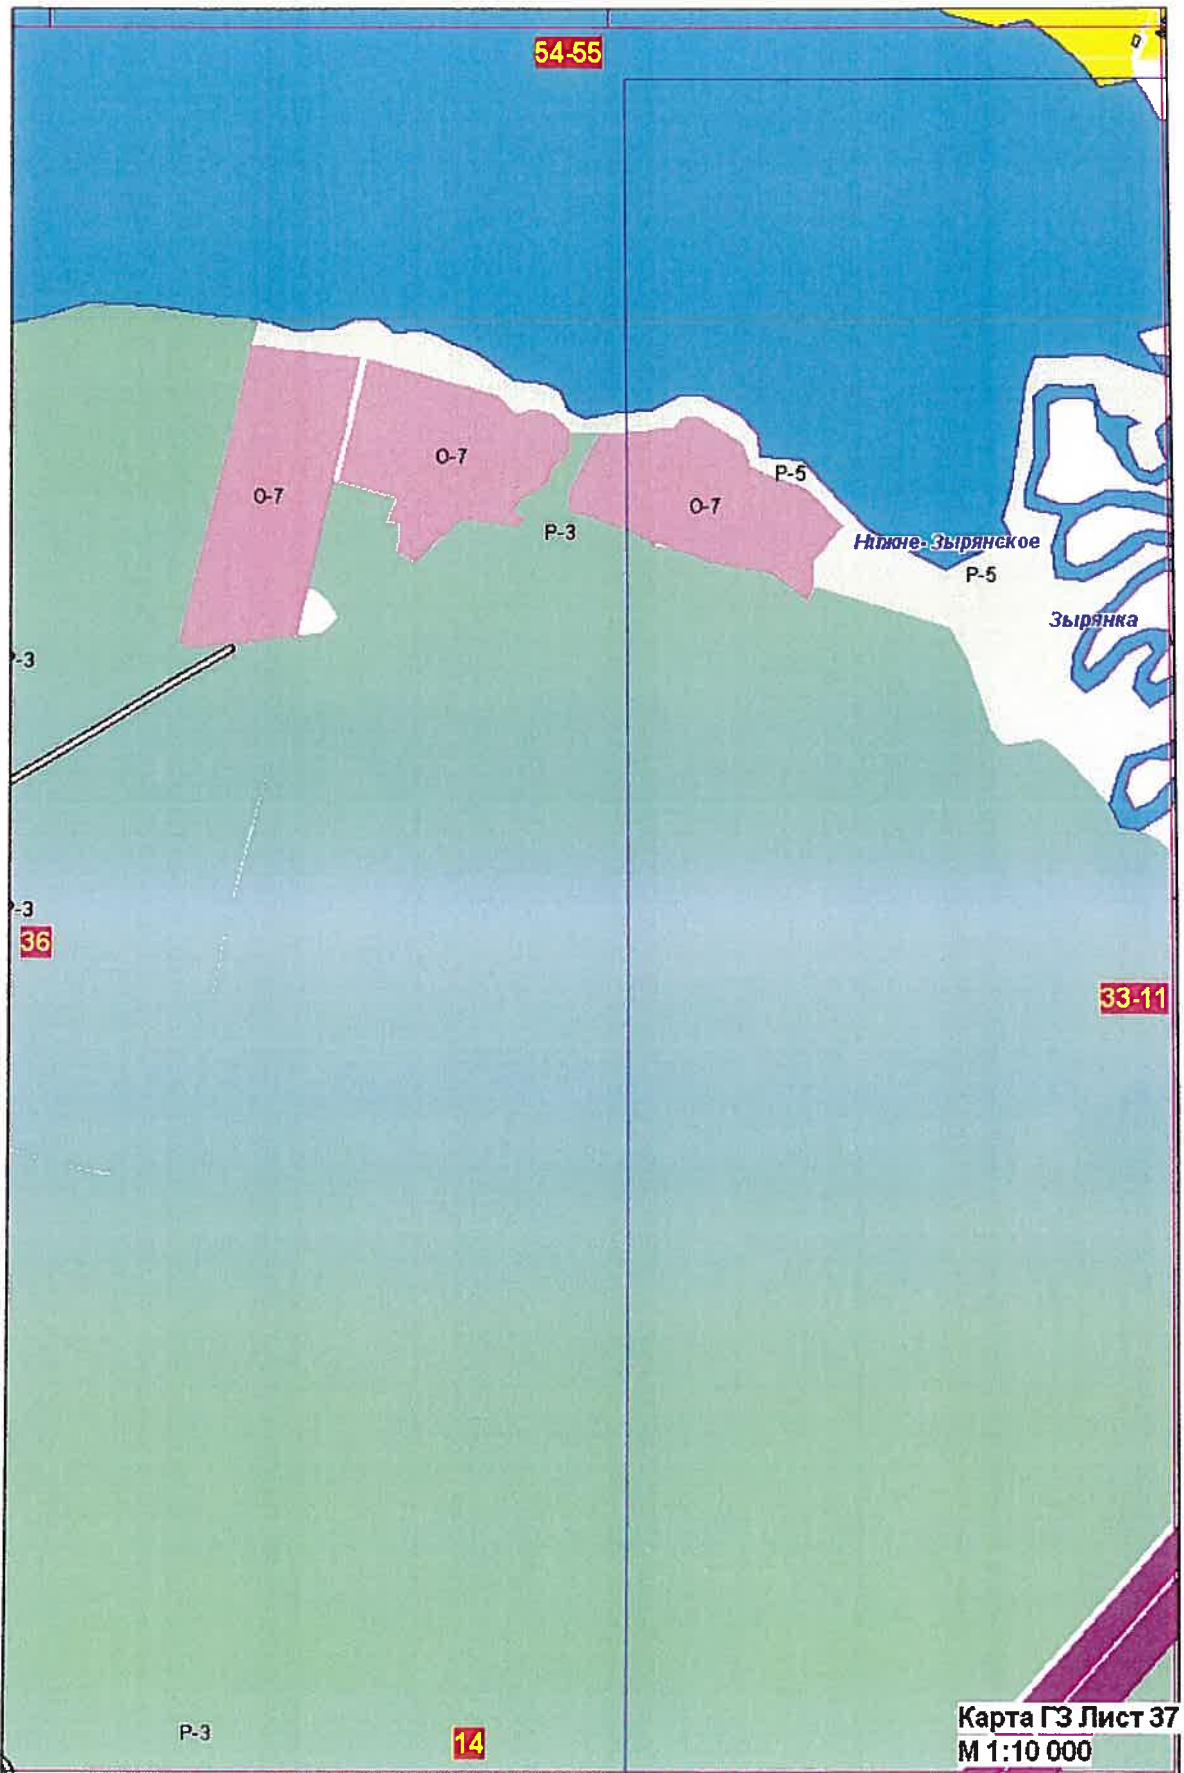 54-55
О-7
О-7
О-7
Р-5
Р-3
Нижне-Зырянское
Р-5
Зырянка
-3
-3
36
33-11
Р-3
14
Карта ГЗ Лист 37
М 1:10 000